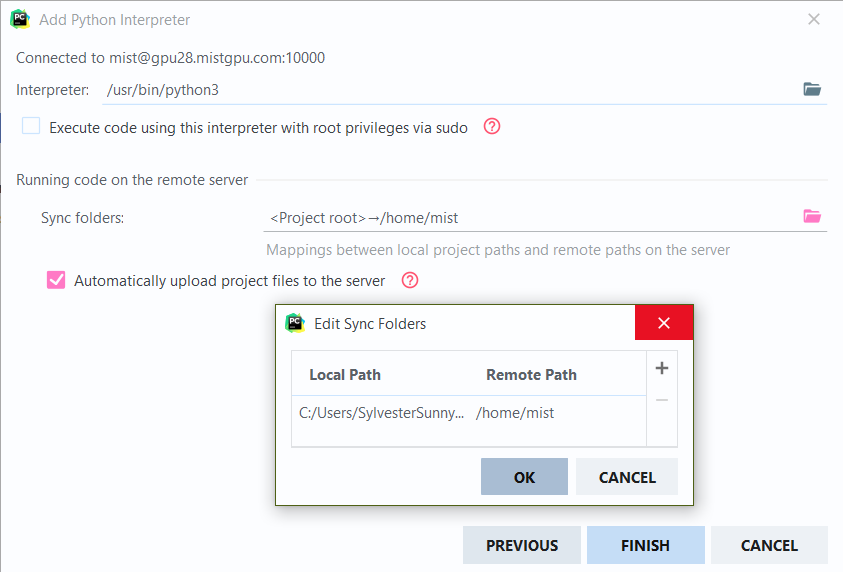 Add Python Interpreter
Connected to mist@gpu28.mistgpu.com:10000
Interpreter: /usr/bin/python3
Execute code using this interpreter with root privileges via sudo ?
Running code on the remote server
Sync folders: <Project root>→/home/mist
Mappings between local project paths and remote paths on the server
Automatically upload project files to the server ?
Edit Sync Folders
Local Path Remote Path
C:/Users/SylvesterSunny... /home/mist
OK CANCEL
PREVIOUS FINISH CANCEL